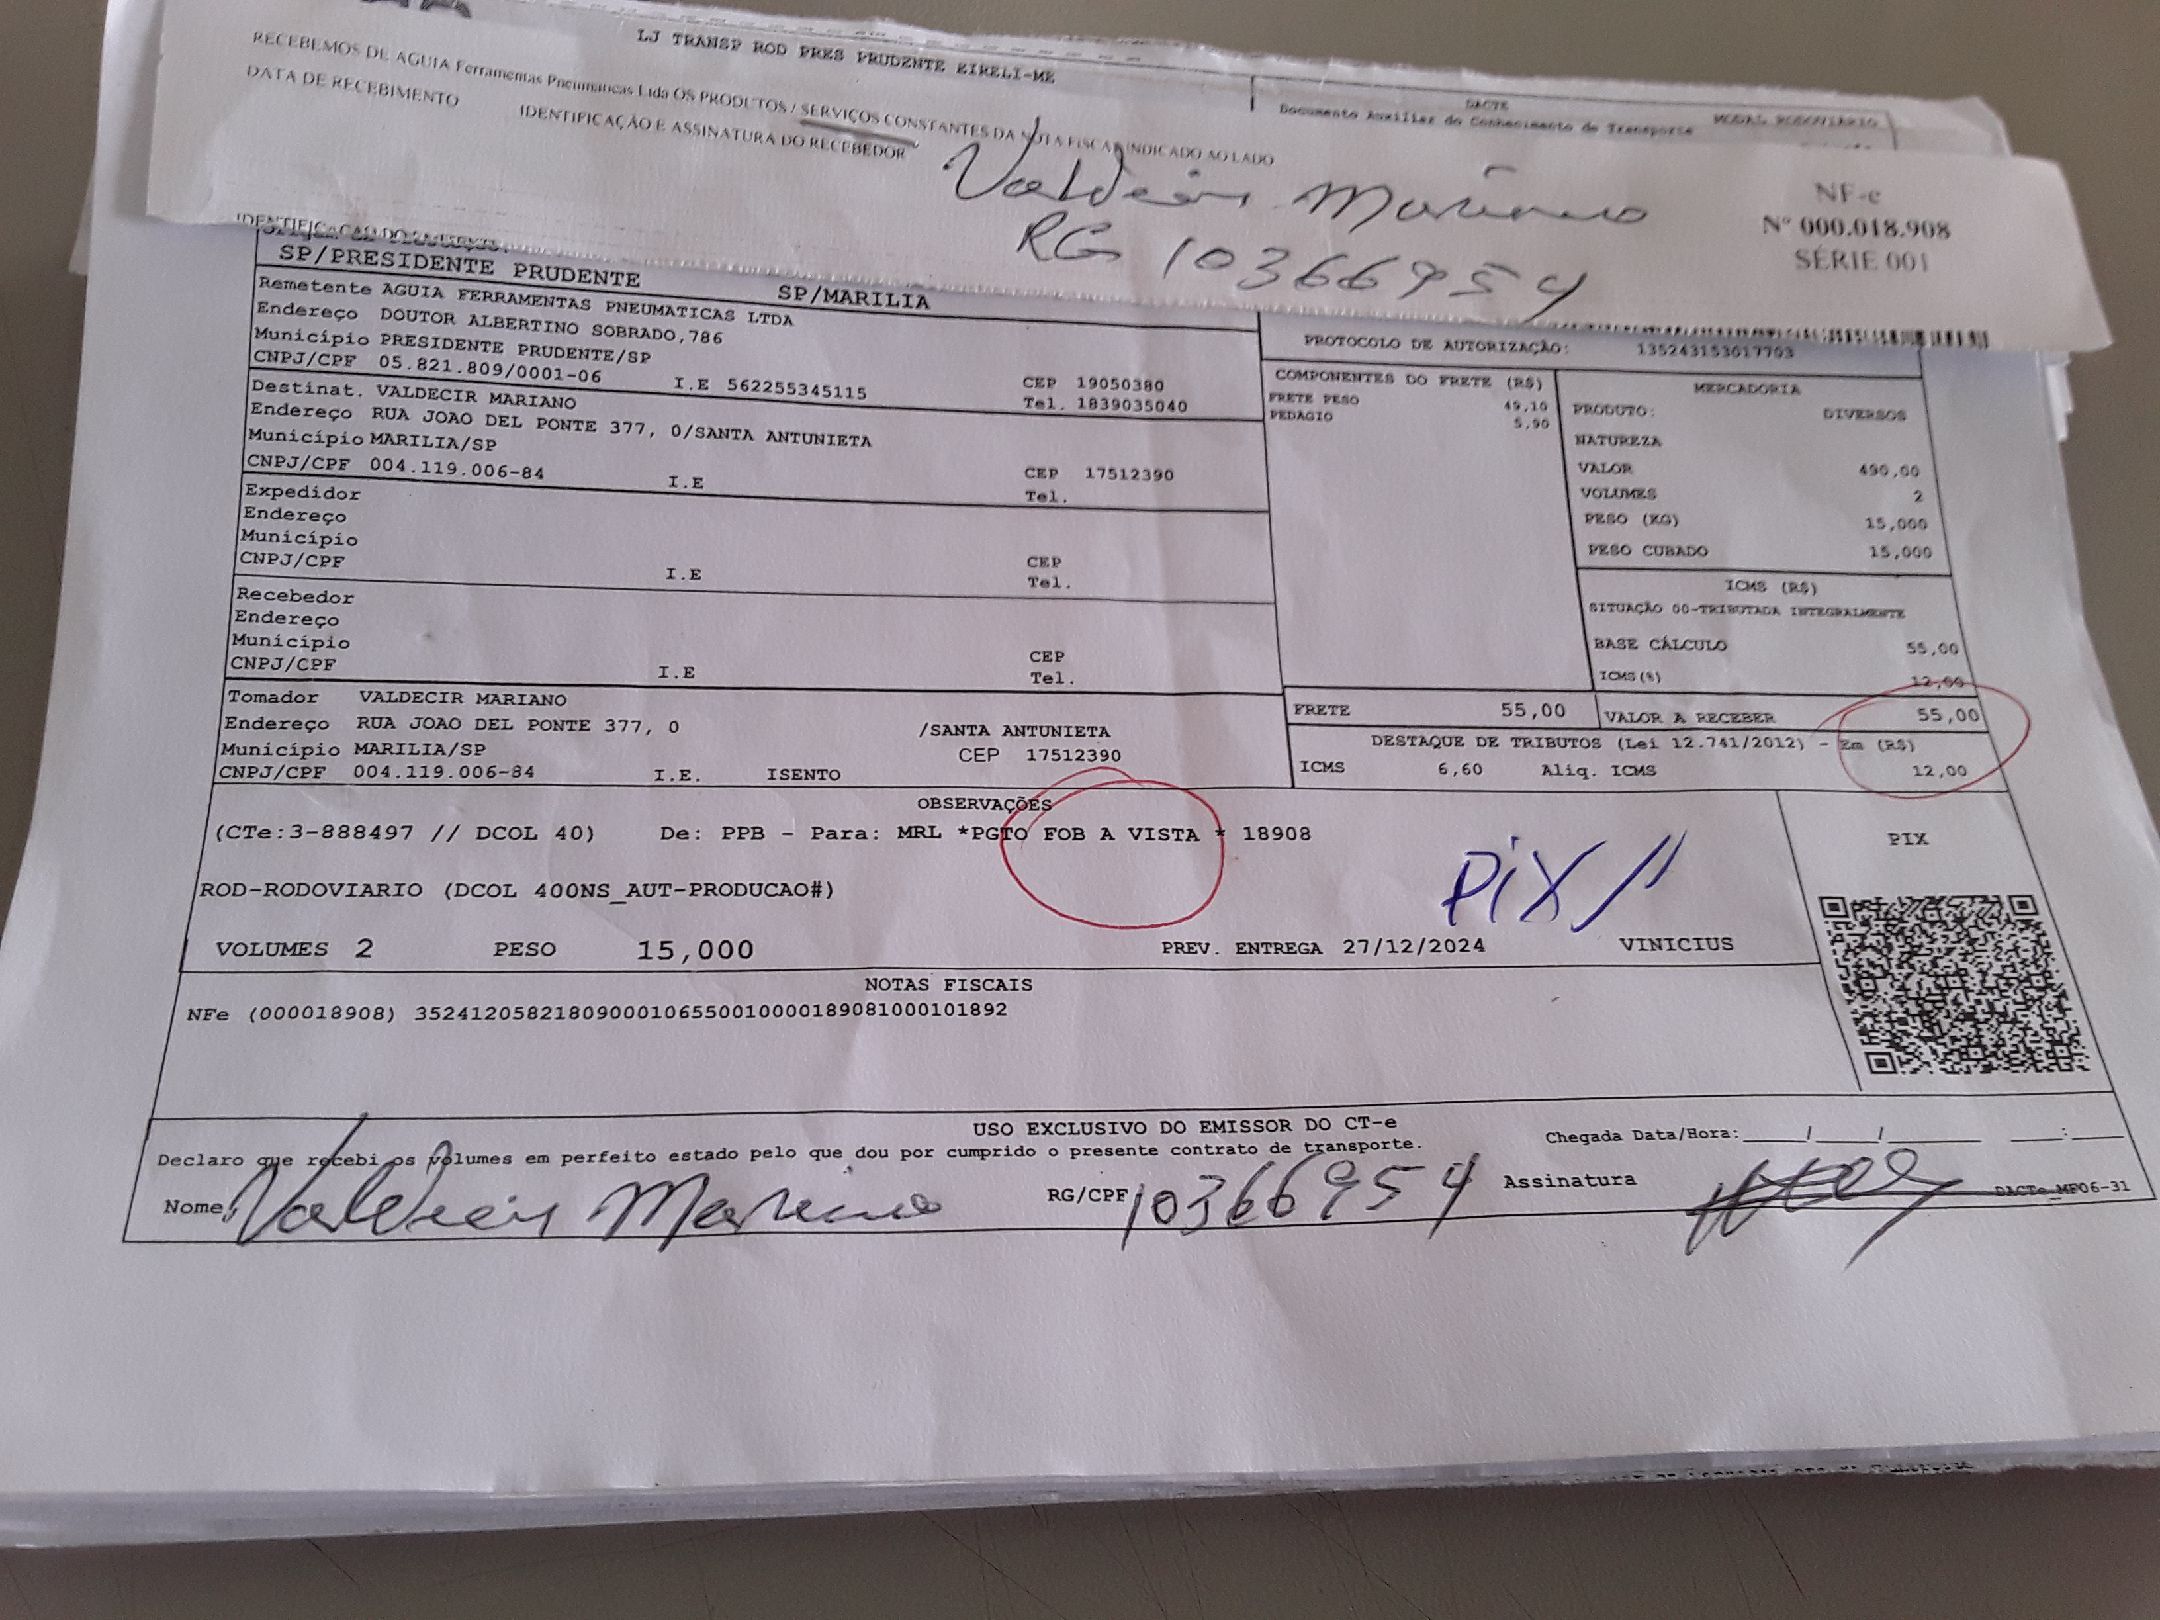 LJ TRANSP ROD PRES PRUDENTE EIRELI-ME
RECEBEMOS DE AGUIA Ferramentas Pneumaticas Ltda OS PRODUTOS / SERVIÇOS CONSTANTES DA NOTA FISCAL INDICADO AO LADO
DATA DE RECEBIMENTO IDENTIFICAÇÃO E ASSINATURA DO RECEBEDOR
DACTE
Documento Auxiliar do Conhecimento de Transporte
MODAL RODOVIÁRIO
Valdecir Mariano
RG 10366954
NF-e
Nº 000.018.908
SÉRIE 001
SP/PRESIDENTE PRUDENTE SP/MARILIA
Remetente AGUIA FERRAMENTAS PNEUMATICAS LTDA
Endereço DOUTOR ALBERTINO SOBRADO,786
Município PRESIDENTE PRUDENTE/SP CEP 19050380
CNPJ/CPF 05.821.809/0001-06 I.E 562255345115 Tel. 1839035040
Destinat. VALDECIR MARIANO
Endereço RUA JOAO DEL PONTE 377, 0/SANTA ANTUNIETA
Município MARILIA/SP CEP 17512390
CNPJ/CPF 004.119.006-84 I.E Tel.
Expedidor
Endereço
Município CEP
CNPJ/CPF I.E Tel.
Recebedor
Endereço
Município CEP
CNPJ/CPF I.E Tel.
Tomador VALDECIR MARIANO
Endereço RUA JOAO DEL PONTE 377, 0 /SANTA ANTUNIETA
Município MARILIA/SP CEP 17512390
CNPJ/CPF 004.119.006-84 I.E. ISENTO
PROTOCOLO DE AUTORIZAÇÃO: 135243153017703
COMPONENTES DO FRETE (R$)
FRETE PESO 49,10
PEDAGIO 5,90
MERCADORIA
PRODUTO: DIVERSOS
NATUREZA
VALOR 490,00
VOLUMES 2
PESO (KG) 15,000
PESO CUBADO 15,000
ICMS (R$)
SITUAÇÃO 00-TRIBUTADA INTEGRALMENTE
BASE CÁLCULO 55,00
ICMS(%) 12,00
FRETE 55,00 VALOR A RECEBER 55,00
DESTAQUE DE TRIBUTOS (Lei 12.741/2012) - Em (R$)
ICMS 6,60 Aliq. ICMS 12,00
OBSERVAÇÕES
(CTe:3-888497 // DCOL 40) De: PPB - Para: MRL *PGTO FOB A VISTA * 18908
PIX //
PIX
ROD-RODOVIARIO (DCOL 400NS_AUT-PRODUCAO#)
VOLUMES 2 PESO 15,000 PREV. ENTREGA 27/12/2024 VINICIUS
NOTAS FISCAIS
NFe (000018908) 35241205821809000106550010000189081000101892
USO EXCLUSIVO DO EMISSOR DO CT-e
Declaro que recebi os volumes em perfeito estado pelo que dou por cumprido o presente contrato de transporte.
Chegada Data/Hora:_____/_____/________ ____:____
Nome Valdecir Mariano RG/CPF 10366954 Assinatura
DACTe_MF06-31